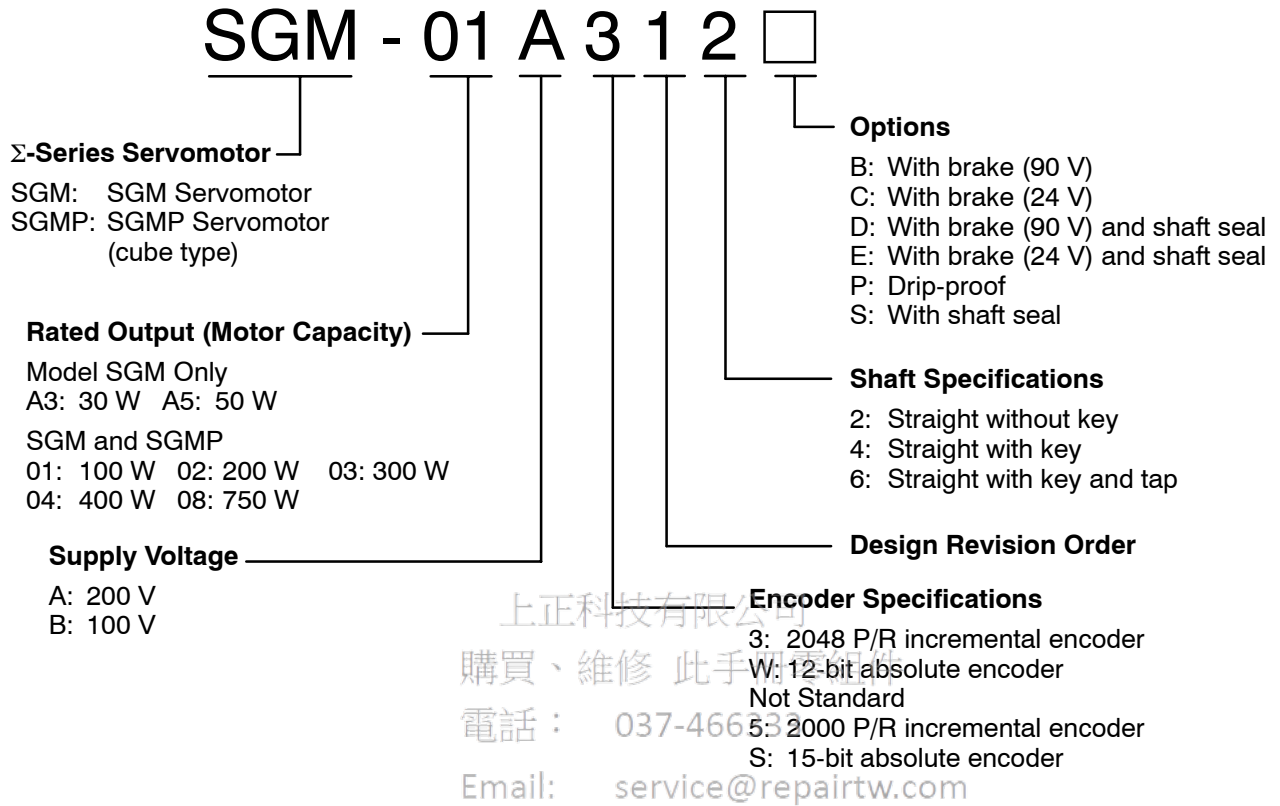 SGM - 01 A 3 1 2 □
Σ-Series Servomotor
SGM: SGM Servomotor
SGMP: SGMP Servomotor
(cube type)
Rated Output (Motor Capacity)
Model SGM Only
A3: 30 W A5: 50 W
SGM and SGMP
01: 100 W 02: 200 W 03: 300 W
04: 400 W 08: 750 W
Supply Voltage
A: 200 V
B: 100 V
Options
B: With brake (90 V)
C: With brake (24 V)
D: With brake (90 V) and shaft seal
E: With brake (24 V) and shaft seal
P: Drip-proof
S: With shaft seal
Shaft Specifications
2: Straight without key
4: Straight with key
6: Straight with key and tap
Design Revision Order
Encoder Specifications
3: 2048 P/R incremental encoder
W: 12-bit absolute encoder
Not Standard
5: 2000 P/R incremental encoder
S: 15-bit absolute encoder
上正科技有限公司
購買、維修 此手冊零組件
電話： 037-466333
Email: service@repairtw.com